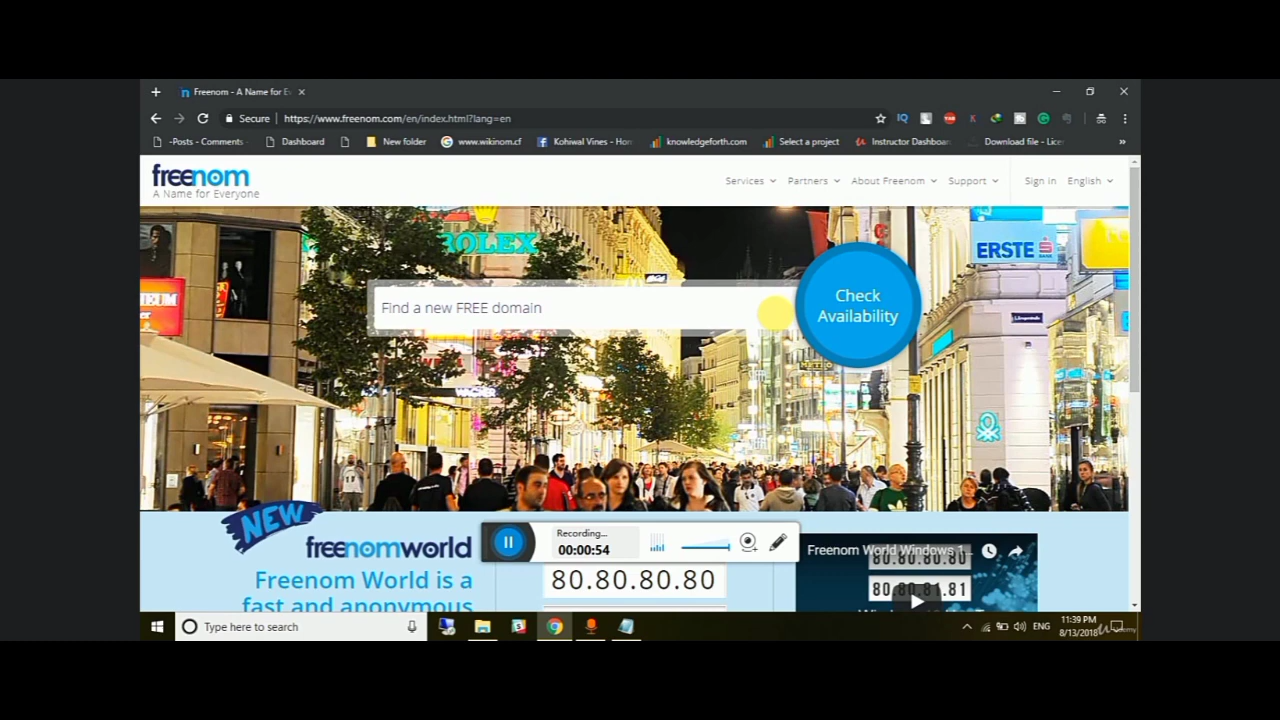 Freenom - A Name for E
Secure | https://www.freenom.com/en/index.html?lang=en
-Posts - Comments Dashboard New folder www.wikinom.cf Kohiwal Vines - Hom knowledgeforth.com Select a project Instructor Dashboard Download file - Lice »
freenom
A Name for Everyone
Services Partners About Freenom Support Sign in English
ROLEX
ERSTE
Find a new FREE domain
Check
Availability
NEW
freenomworld
Freenom World is a
fast and anonymous
Recording...
00:00:54
80.80.80.80
Freenom World Windows 1...
80.80.80.80
80.80.81.81
Type here to search
ENG
11:39 PM
8/13/2018